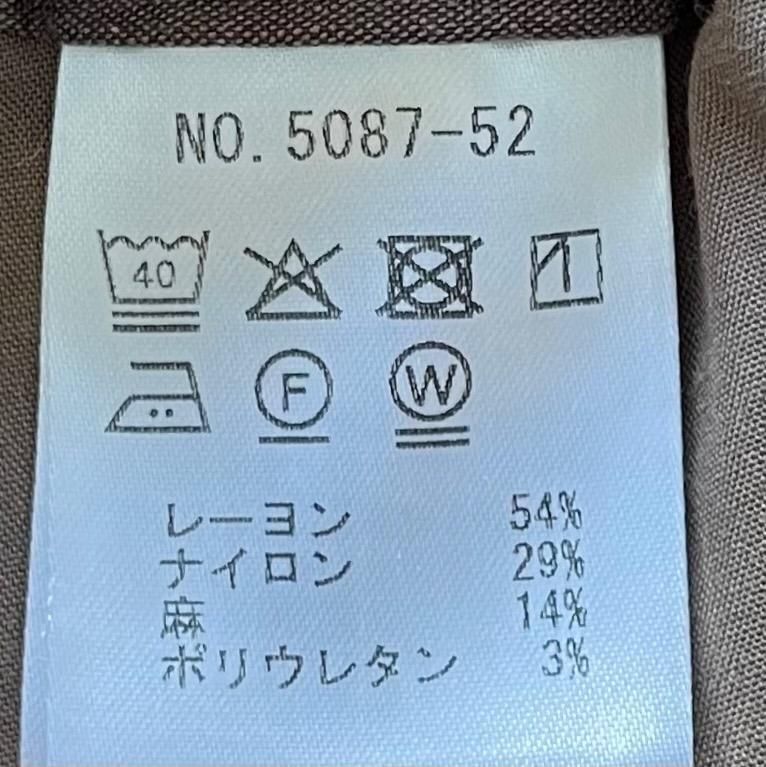 NO. 5087-52
40
F W
レーヨン 54%
ナイロン 29%
麻 14%
ポリウレタン 3%